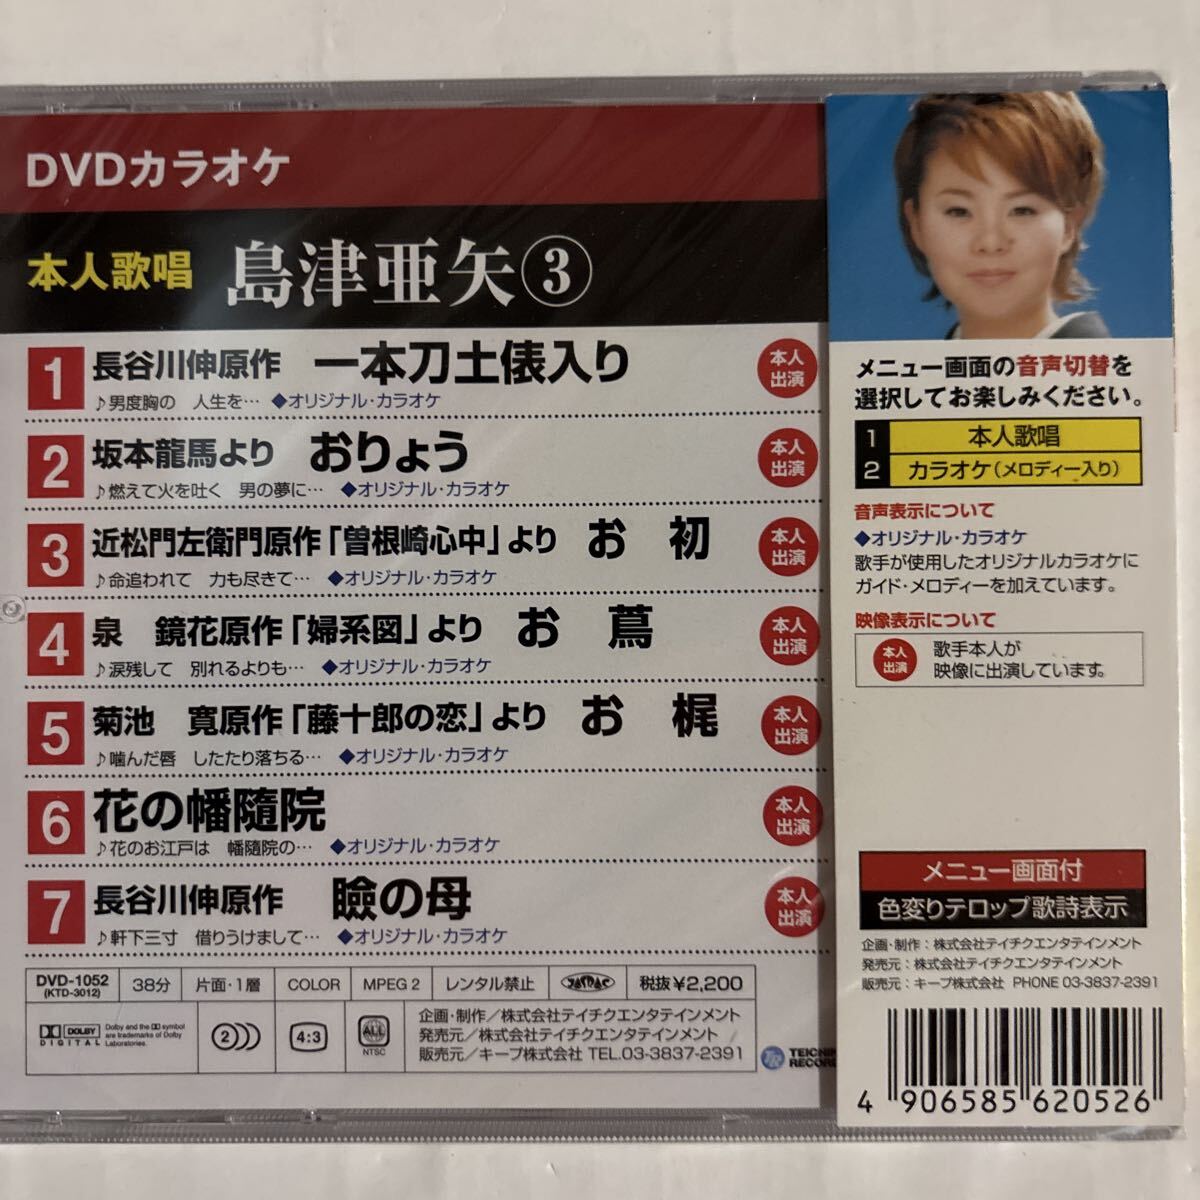 DVDカラオケ
本人歌唱 島津亜矢③
1 長谷川伸原作 一本刀土俵入り 本人出演
♪男度胸の 人生を… ◆オリジナル・カラオケ
2 坂本龍馬より おりょう 本人出演
♪燃えて火を吐く 男の夢に… ◆オリジナル・カラオケ
3 近松門左衛門原作「曽根崎心中」より お 初 本人出演
♪命追われて 力も尽きて… ◆オリジナル・カラオケ
4 泉 鏡花原作「婦系図」より お 蔦 本人出演
♪涙残して 別れるよりも… ◆オリジナル・カラオケ
5 菊池 寛原作「藤十郎の恋」より お 梶 本人出演
♪噛んだ唇 したたり落ちる… ◆オリジナル・カラオケ
6 花の幡随院 本人出演
♪花のお江戸は 幡随院の… ◆オリジナル・カラオケ
7 長谷川伸原作 瞼の母 本人出演
♪軒下三寸 借りうけまして… ◆オリジナル・カラオケ
DVD-1052 (KTD-3012) 38分 片面・1層 COLOR MPEG 2 レンタル禁止 JASRAC 税抜¥2,200
DOLBY DIGITAL
Dolby and the DD symbol are trademarks of Dolby Laboratories.
2 4:3 ALL NTSC
企画・制作／株式会社テイチクエンタテインメント
発売元／株式会社テイチクエンタテインメント
販売元／キープ株式会社 TEL.03-3837-2391
TR TEICHIKU RECORDS
メニュー画面の音声切替を
選択してお楽しみください。
1 本人歌唱
2 カラオケ(メロディー入り)
音声表示について
◆オリジナル・カラオケ
歌手が使用したオリジナルカラオケに
ガイド・メロディーを加えています。
映像表示について
本人出演 歌手本人が
映像に出演しています。
メニュー画面付
色変りテロップ歌詩表示
企画・制作：株式会社テイチクエンタテインメント
発売元：株式会社テイチクエンタテインメント
販売元：キープ株式会社 PHONE 03-3837-2391
4 906585 620526